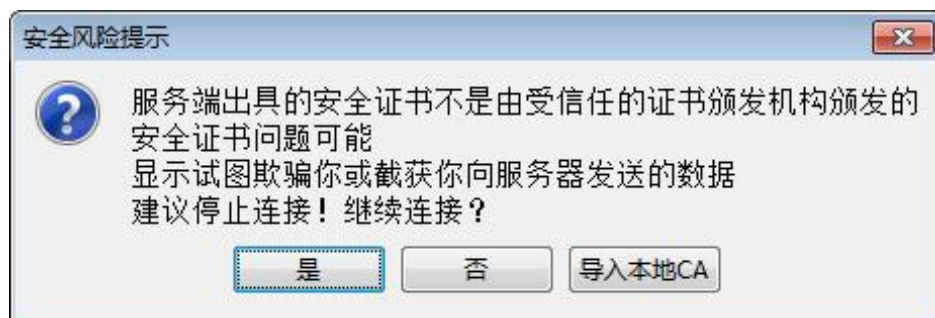 安全风险提示
服务端出具的安全证书不是由受信任的证书颁发机构颁发的
安全证书问题可能
显示试图欺骗你或截获你向服务器发送的数据
建议停止连接！继续连接？
是
否
导入本地CA